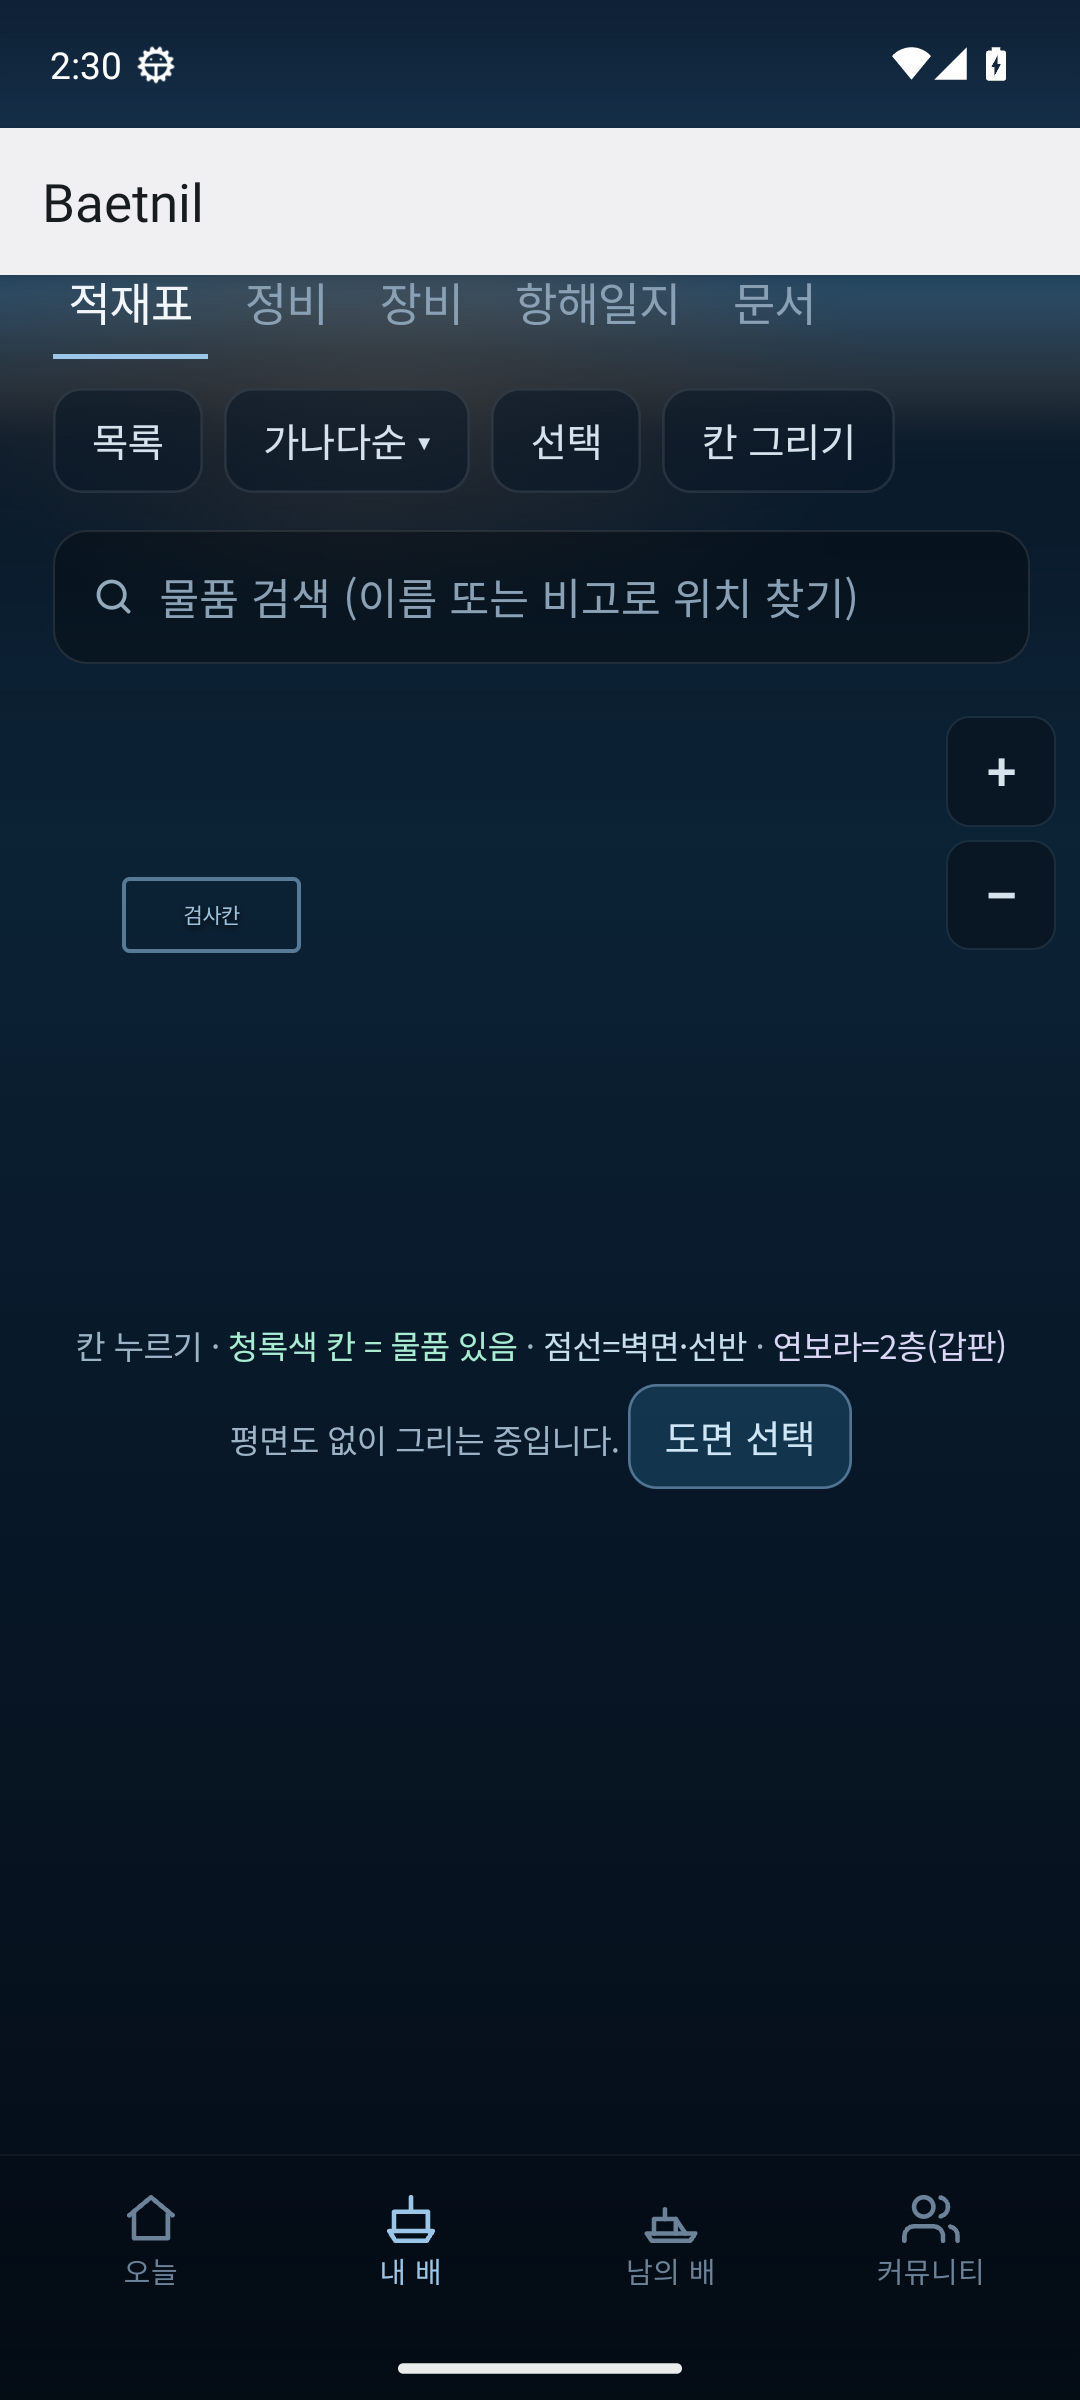 2:30
Baetnil
적재표 정비 장비 항해일지 문서
목록 가나다순 ▾ 선택 칸 그리기
물품 검색 (이름 또는 비고로 위치 찾기)
+
−
검사칸
칸 누르기 · 청록색 칸 = 물품 있음 · 점선=벽면·선반 · 연보라=2층(갑판)
평면도 없이 그리는 중입니다. 도면 선택
오늘 내 배 남의 배 커뮤니티